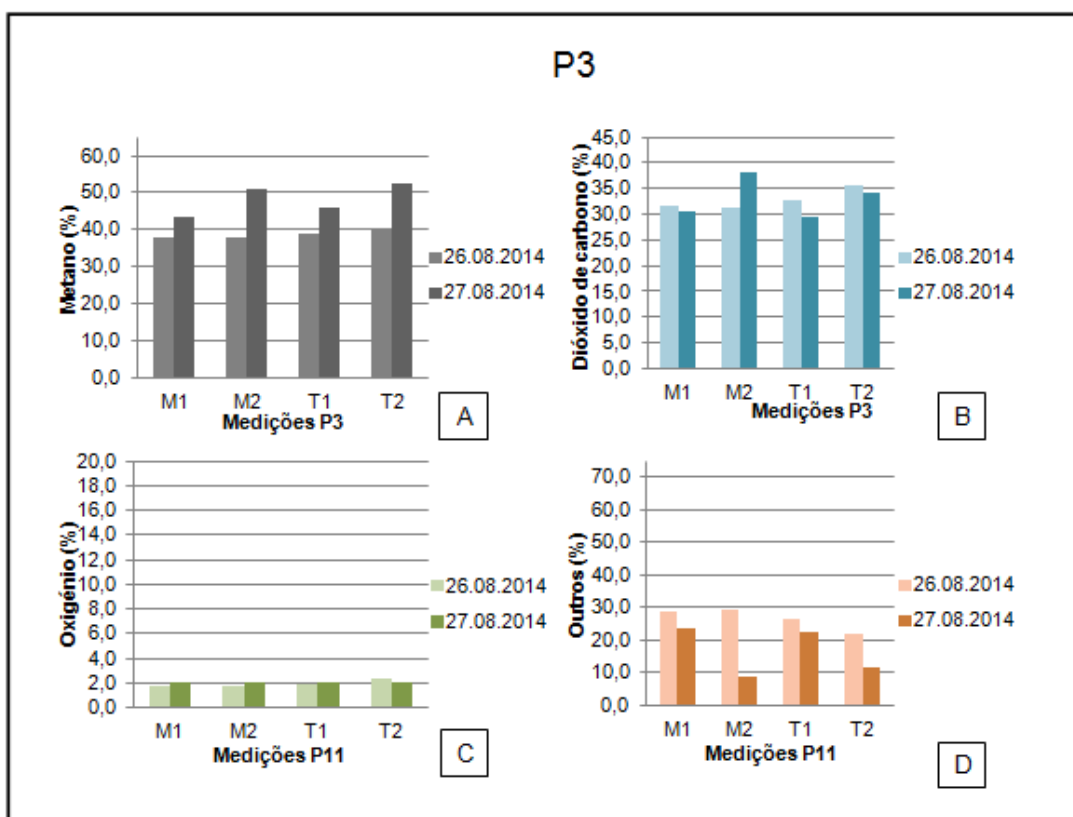 P3
Metano (%)
60,0
50,0
40,0
30,0
20,0
10,0
0,0
M1 M2 T1 T2
Medições P3
26.08.2014
27.08.2014
A
Dióxido de carbono (%)
45,0
40,0
35,0
30,0
25,0
20,0
15,0
10,0
5,0
0,0
M1 M2 T1 T2
Medições P3
26.08.2014
27.08.2014
B
Oxigénio (%)
20,0
18,0
16,0
14,0
12,0
10,0
8,0
6,0
4,0
2,0
0,0
M1 M2 T1 T2
Medições P11
26.08.2014
27.08.2014
C
Outros (%)
70,0
60,0
50,0
40,0
30,0
20,0
10,0
0,0
M1 M2 T1 T2
Medições P11
26.08.2014
27.08.2014
D